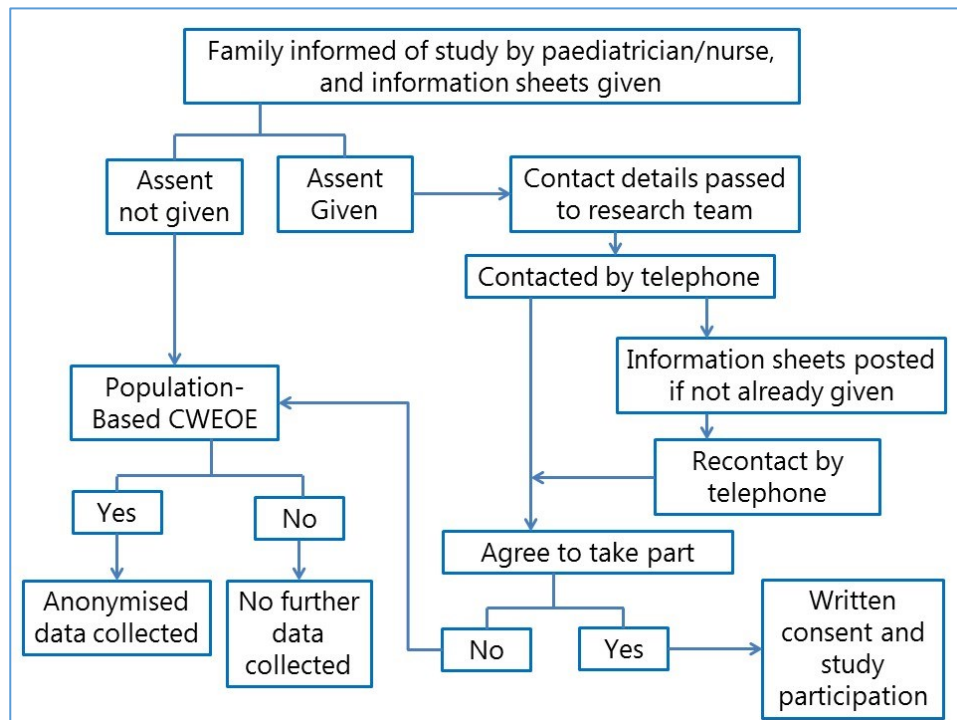 Family informed of study by paediatrician/nurse,
and information sheets given
Assent
not given
Assent
Given
Contact details passed
to research team
Contacted by telephone
Information sheets posted
if not already given
Population-
Based CWEOE
Recontact by
telephone
Yes
No
Agree to take part
Anonymised
data collected
No further
data
collected
No
Yes
Written
consent and
study
participation